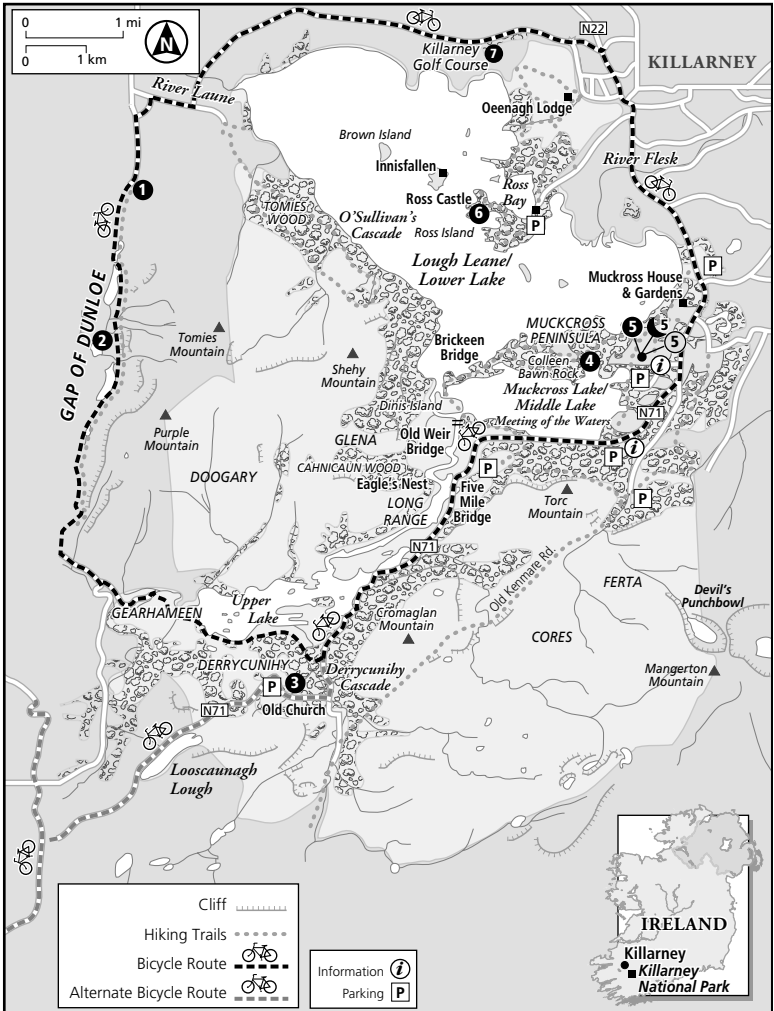 0 1 mi
0 1 km
N
N22
Killarney
Golf Course
7
KILLARNEY
River Laune
Oeenagh Lodge
Brown Island
Innisfallen
River Flesk
1
Ross
Bay
Ross Castle
6
TOMIES
WOOD
O'Sullivan's
Cascade
Ross Island
P
Lough Leane/
Lower Lake
P
Muckross House
& Gardens
GAP OF DUNLOE
2
Tomies
Mountain
MUCKROSS
PENINSULA
5
5
5
Brickeen
Bridge
Shehy
Mountain
Colleen
Bawn Rock
4
i
P
Muckross Lake/
Middle Lake
Dinis Island
Meeting of the Waters
N71
Purple
Mountain
GLENA
Old Weir
Bridge
i
P
CAHNICAUN WOOD
P
DOOGARY
Eagle's Nest
Five
Mile
Bridge
P
LONG
RANGE
Torc
Mountain
N71
Old Kenmare Rd.
FERTA
Devil's
Punchbowl
GEARHAMEEN
Upper
Lake
Cromaglan
Mountain
CORES
DERRYCUNIHY
Derrycunihy
Cascade
Mangerton
Mountain
P
3
N71
Old Church
Looscaunagh
Lough
Cliff
Hiking Trails
Bicycle Route
Alternate Bicycle Route
Information i
Parking P
IRELAND
Killarney
Killarney
National Park